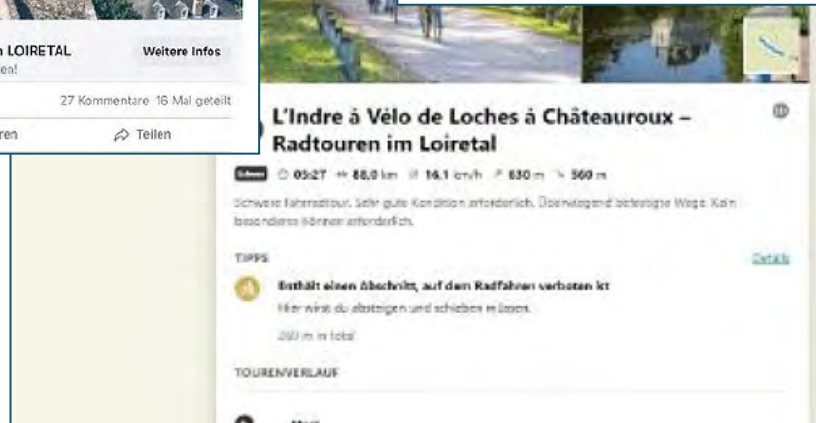 LOIRETAL
Weitere Infos
27 Kommentare 16 Mal geteilt
Teilen
L'Indre à Vélo de Loches á Châteauroux –
Radtouren im Loiretal
Schwer 05:27 88,0 km 16,1 km/h 630 m 560 m
Schwere Fahrradtour. Sehr gute Kondition erforderlich. Überwiegend befestigte Wege. Kein
besonderes Können erforderlich.
TIPPS
Details
Enthält einen Abschnitt, auf dem Radfahren verboten ist
Hier wirst du absteigen und schieben müssen.
m in total
TOURENVERLAUF